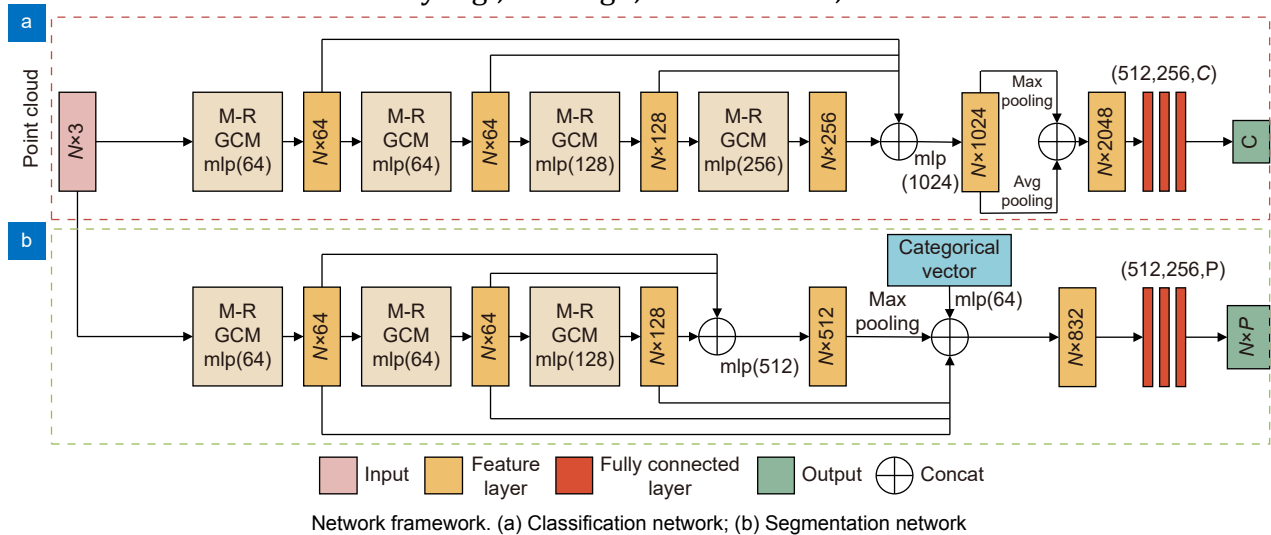 a
Point cloud
N×3
M-R
GCM
mlp(64)
N×64
M-R
GCM
mlp(64)
N×64
M-R
GCM
mlp(128)
N×128
M-R
GCM
mlp(256)
N×256
mlp
(1024)
N×1024
Max
pooling
Avg
pooling
N×2048
(512,256,C)
C
b
M-R
GCM
mlp(64)
N×64
M-R
GCM
mlp(64)
N×64
M-R
GCM
mlp(128)
N×128
mlp(512)
N×512
Max
pooling
Categorical
vector
mlp(64)
N×832
(512,256,P)
N×P
Input
Feature
layer
Fully connected
layer
Output
Concat
Network framework. (a) Classification network; (b) Segmentation network